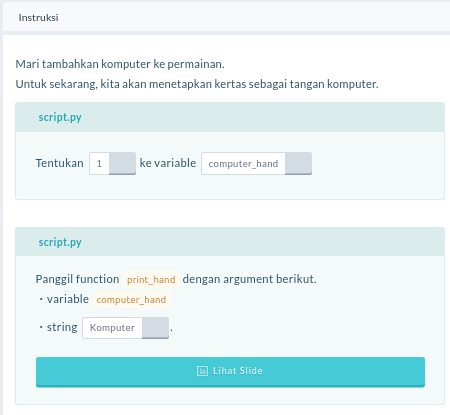 Instruksi
Mari tambahkan komputer ke permainan.
Untuk sekarang, kita akan menetapkan kertas sebagai tangan komputer.
script.py
Tentukan 1 ke variable computer_hand
script.py
Panggil function print_hand dengan argument berikut.
・variable computer_hand
・string Komputer .
Lihat Slide